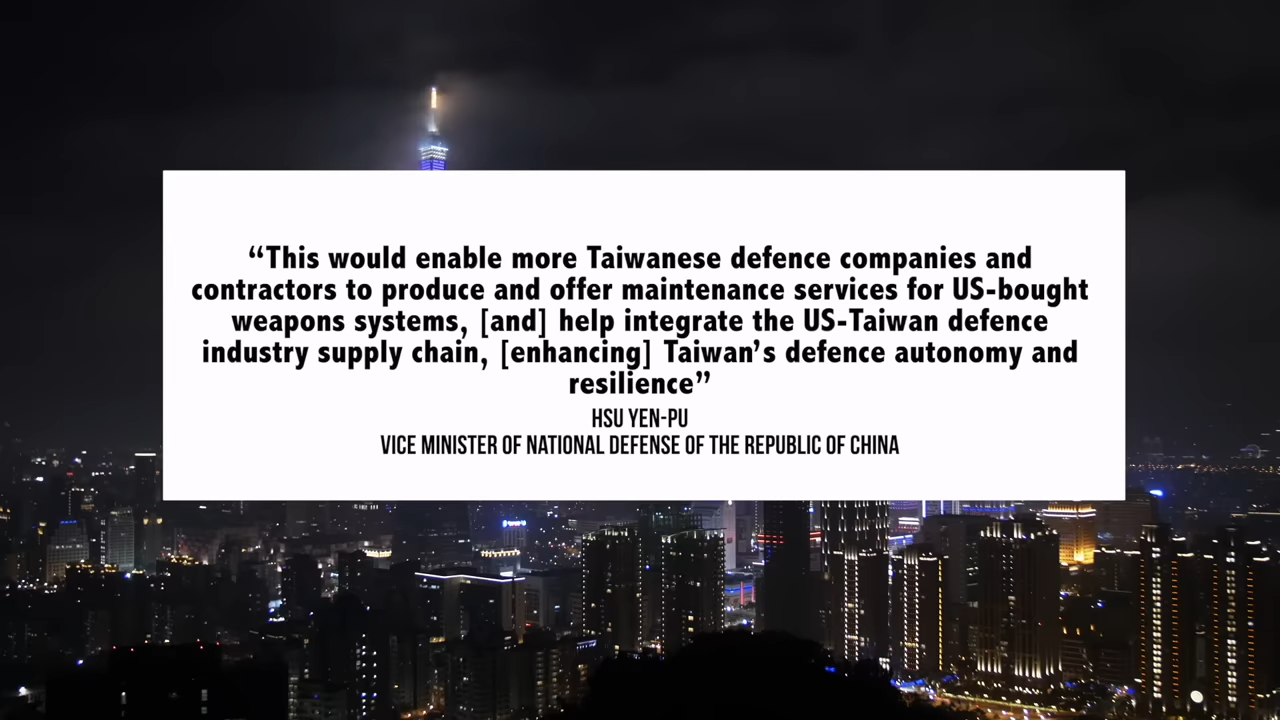 “This would enable more Taiwanese defence companies and
contractors to produce and offer maintenance services for US-bought
weapons systems, [and] help integrate the US-Taiwan defence
industry supply chain, [enhancing] Taiwan’s defence autonomy and
resilience”
HSU YEN-PU
VICE MINISTER OF NATIONAL DEFENSE OF THE REPUBLIC OF CHINA